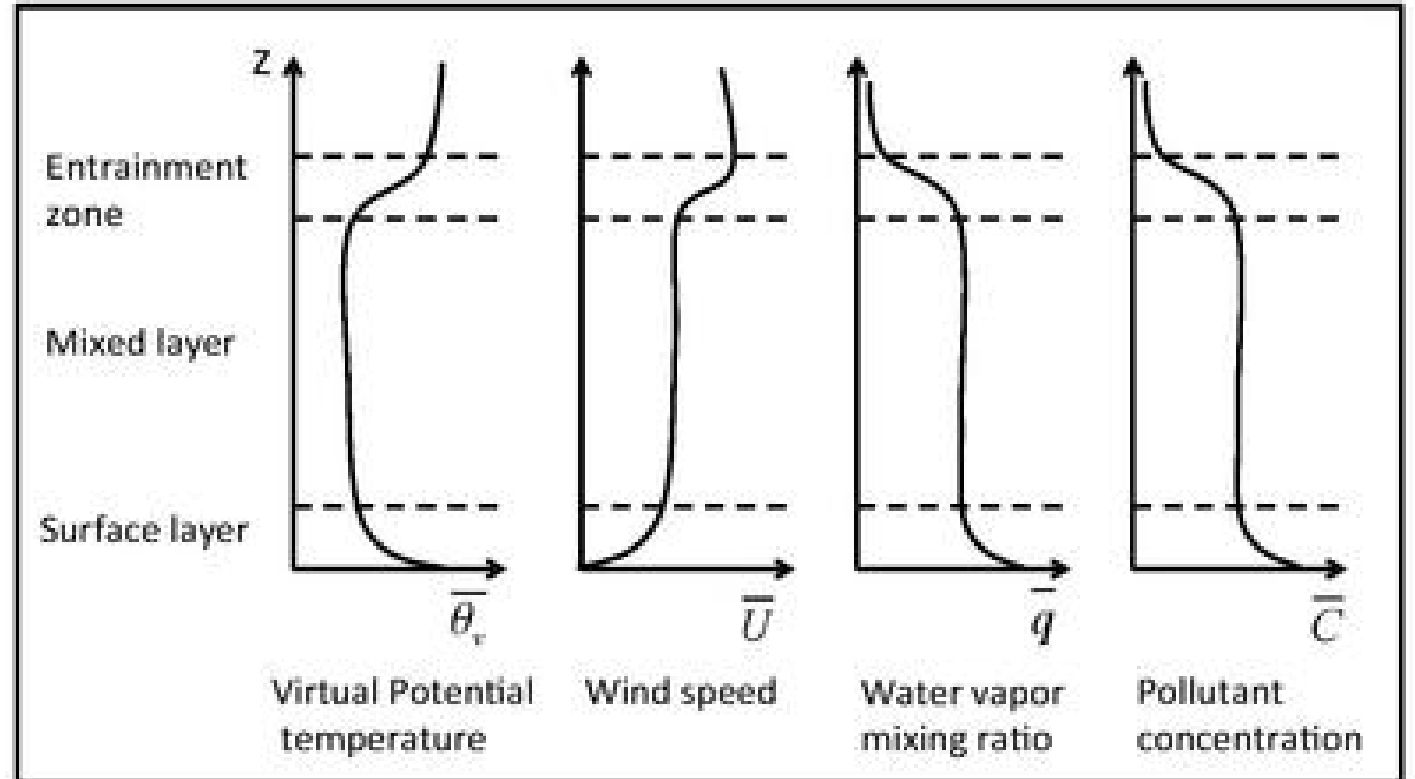 Z
Entrainment
zone
Mixed layer
Surface layer
θᵥ̅
U̅
q̅
C̅
Virtual Potential
temperature
Wind speed
Water vapor
mixing ratio
Pollutant
concentration